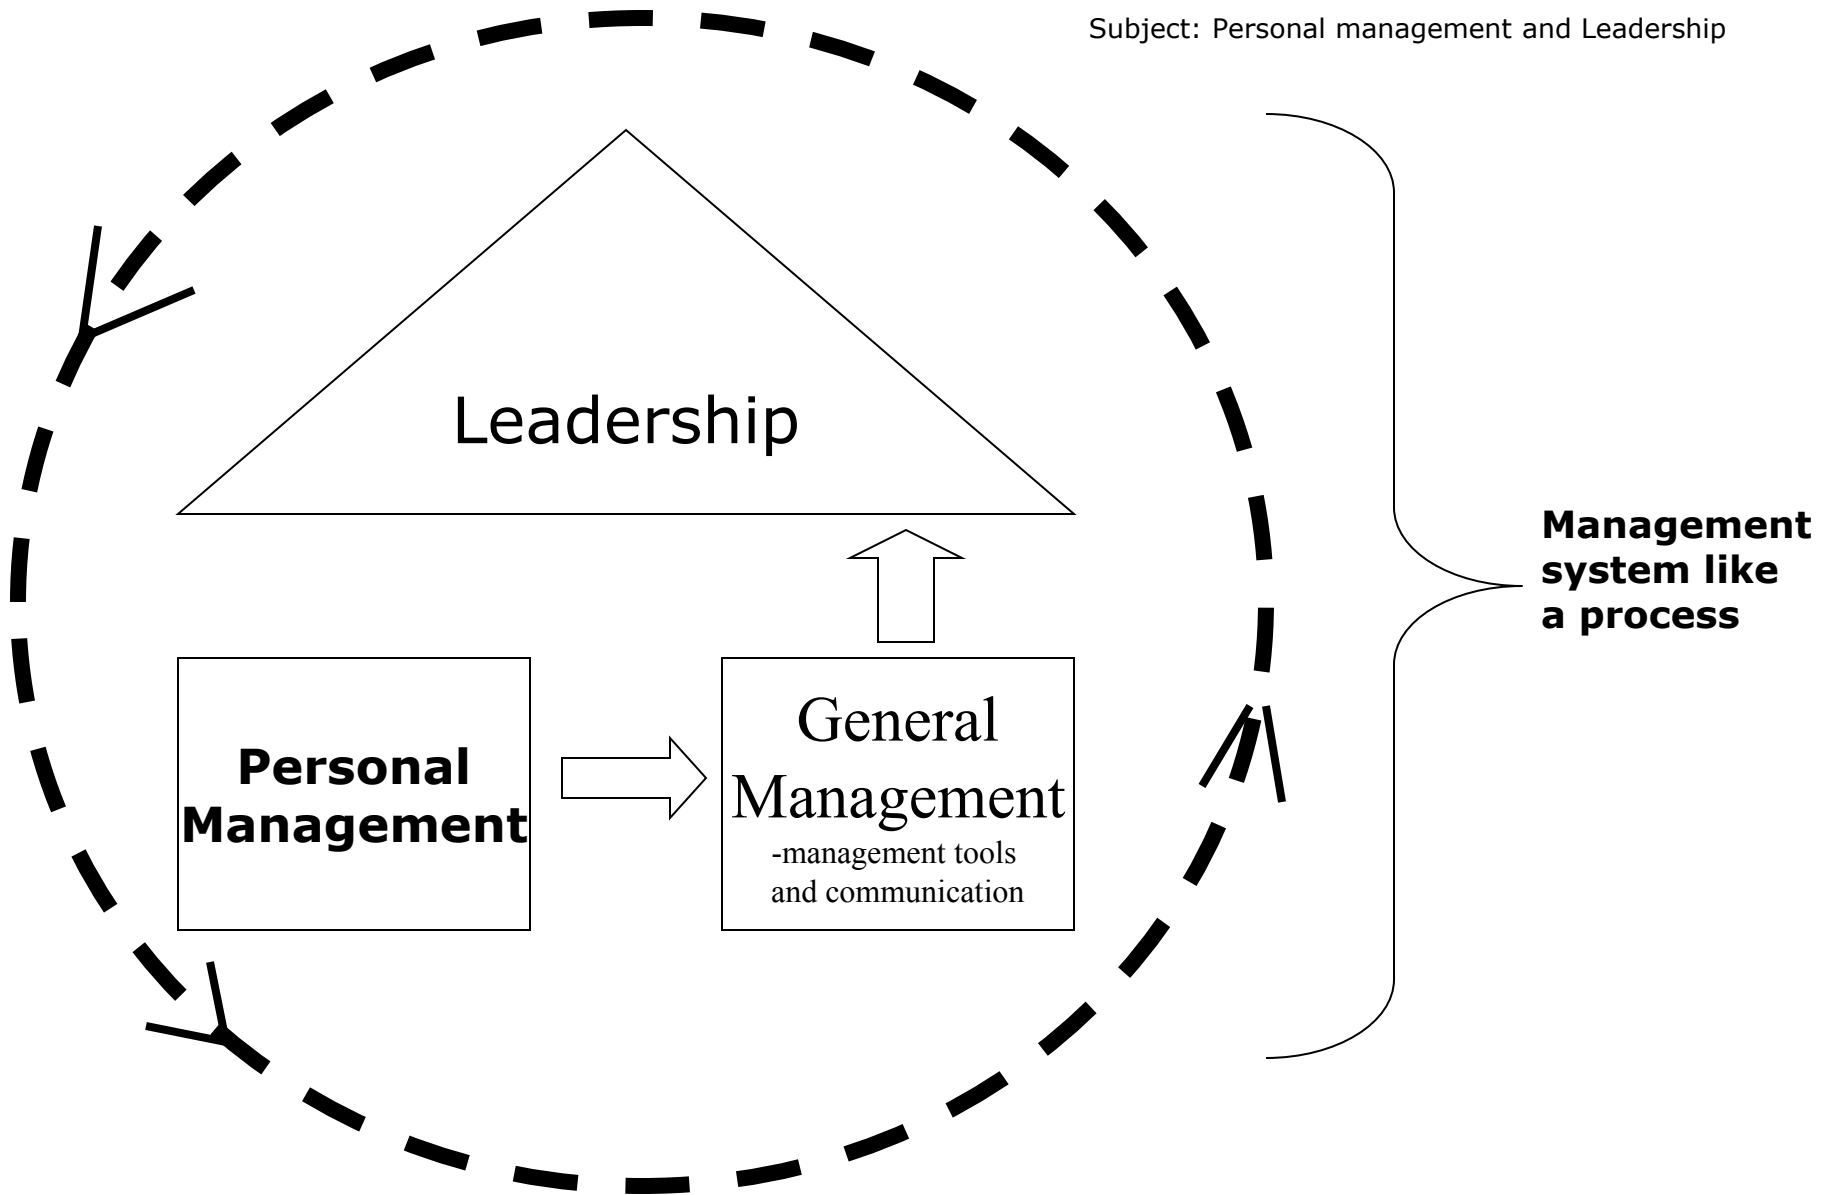 Subject: Personal management and Leadership
Leadership
Management
system like
a process
Personal
Management
General
Management
-management tools
and communication